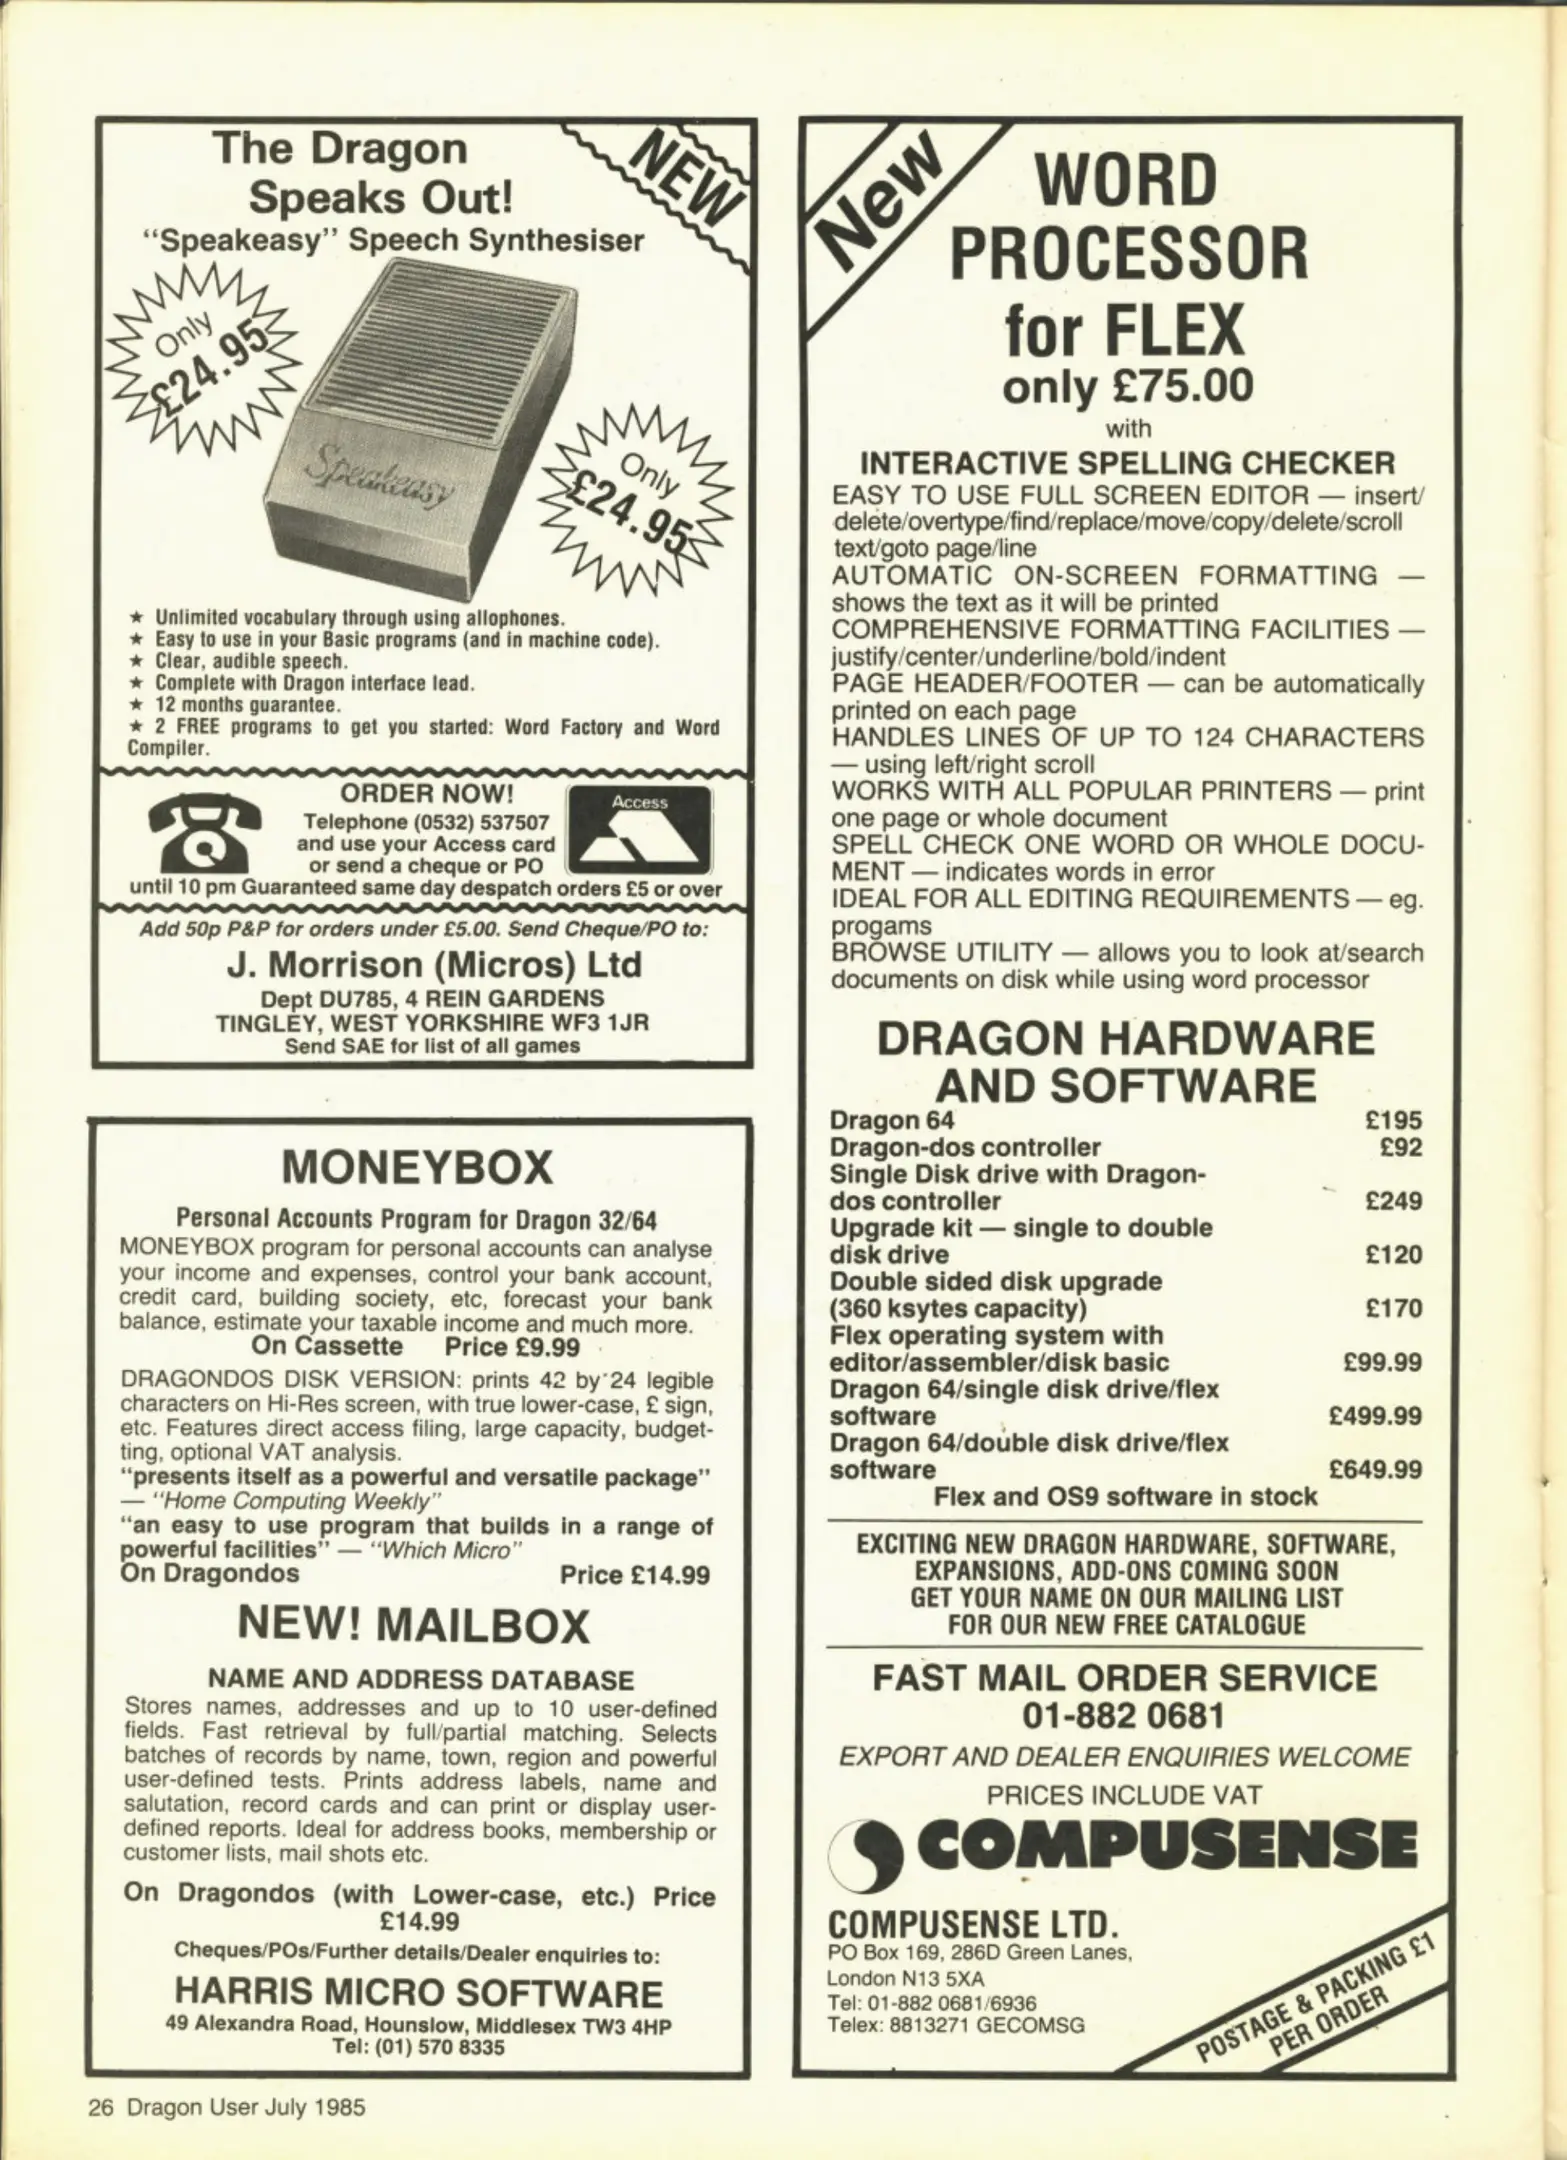 The Dragon
Speaks Out!
NEW
"Speakeasy" Speech Synthesiser
Only
£24.95
Speakeasy
Only
£24.95
★ Unlimited vocabulary through using allophones.
★ Easy to use in your Basic programs (and in machine code).
★ Clear, audible speech.
★ Complete with Dragon interface lead.
★ 12 months guarantee.
★ 2 FREE programs to get you started: Word Factory and Word
Compiler.
ORDER NOW!
Telephone (0532) 537507
and use your Access card
or send a cheque or PO
Access
until 10 pm Guaranteed same day despatch orders £5 or over
Add 50p P&P for orders under £5.00. Send Cheque/PO to:
J. Morrison (Micros) Ltd
Dept DU785, 4 REIN GARDENS
TINGLEY, WEST YORKSHIRE WF3 1JR
Send SAE for list of all games
MONEYBOX
Personal Accounts Program for Dragon 32/64
MONEYBOX program for personal accounts can analyse
your income and expenses, control your bank account,
credit card, building society, etc, forecast your bank
balance, estimate your taxable income and much more.
On Cassette Price £9.99
DRAGONDOS DISK VERSION: prints 42 by 24 legible
characters on Hi-Res screen, with true lower-case, £ sign,
etc. Features direct access filing, large capacity, budget-
ting, optional VAT analysis.
"presents itself as a powerful and versatile package"
— "Home Computing Weekly"
"an easy to use program that builds in a range of
powerful facilities" — "Which Micro"
On Dragondos Price £14.99
NEW! MAILBOX
NAME AND ADDRESS DATABASE
Stores names, addresses and up to 10 user-defined
fields. Fast retrieval by full/partial matching. Selects
batches of records by name, town, region and powerful
user-defined tests. Prints address labels, name and
salutation, record cards and can print or display user-
defined reports. Ideal for address books, membership or
customer lists, mail shots etc.
On Dragondos (with Lower-case, etc.) Price
£14.99
Cheques/POs/Further details/Dealer enquiries to:
HARRIS MICRO SOFTWARE
49 Alexandra Road, Hounslow, Middlesex TW3 4HP
Tel: (01) 570 8335
New
WORD
PROCESSOR
for FLEX
only £75.00
with
INTERACTIVE SPELLING CHECKER
EASY TO USE FULL SCREEN EDITOR — insert/
delete/overtype/find/replace/move/copy/delete/scroll
text/goto page/line
AUTOMATIC ON-SCREEN FORMATTING —
shows the text as it will be printed
COMPREHENSIVE FORMATTING FACILITIES —
justify/center/underline/bold/indent
PAGE HEADER/FOOTER — can be automatically
printed on each page
HANDLES LINES OF UP TO 124 CHARACTERS
— using left/right scroll
WORKS WITH ALL POPULAR PRINTERS — print
one page or whole document
SPELL CHECK ONE WORD OR WHOLE DOCU-
MENT — indicates words in error
IDEAL FOR ALL EDITING REQUIREMENTS — eg.
progams
BROWSE UTILITY — allows you to look at/search
documents on disk while using word processor
DRAGON HARDWARE
AND SOFTWARE
Dragon 64 £195
Dragon-dos controller £92
Single Disk drive with Dragon-
dos controller £249
Upgrade kit — single to double
disk drive £120
Double sided disk upgrade
(360 ksytes capacity) £170
Flex operating system with
editor/assembler/disk basic £99.99
Dragon 64/single disk drive/flex
software £499.99
Dragon 64/double disk drive/flex
software £649.99
Flex and OS9 software in stock
EXCITING NEW DRAGON HARDWARE, SOFTWARE,
EXPANSIONS, ADD-ONS COMING SOON
GET YOUR NAME ON OUR MAILING LIST
FOR OUR NEW FREE CATALOGUE
FAST MAIL ORDER SERVICE
01-882 0681
EXPORT AND DEALER ENQUIRIES WELCOME
PRICES INCLUDE VAT
COMPUSENSE
COMPUSENSE LTD.
PO Box 169, 286D Green Lanes,
London N13 5XA
Tel: 01-882 0681/6936
Telex: 8813271 GECOMSG
POSTAGE & PACKING £1
PER ORDER
26 Dragon User July 1985